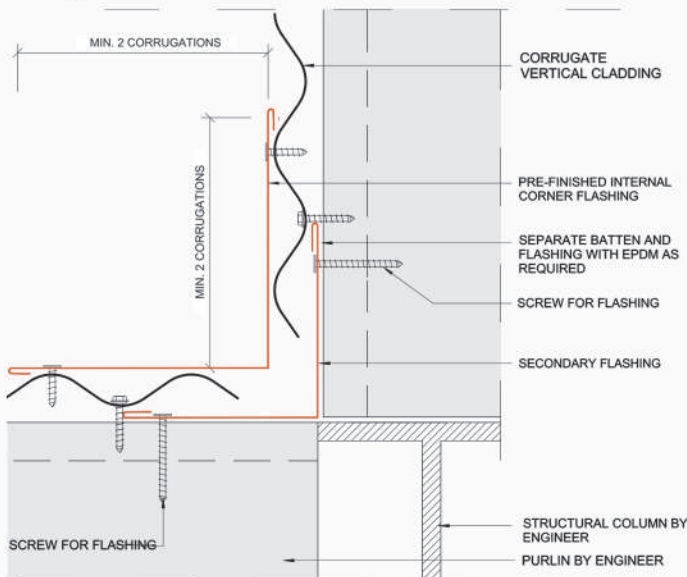 MIN. 2 CORRUGATIONS
CORRUGATE
VERTICAL CLADDING
MIN. 2 CORRUGATIONS
PRE-FINISHED INTERNAL
CORNER FLASHING
SEPARATE BATTEN AND
FLASHING WITH EPDM AS
REQUIRED
SCREW FOR FLASHING
SECONDARY FLASHING
SCREW FOR FLASHING
STRUCTURAL COLUMN BY
ENGINEER
PURLIN BY ENGINEER